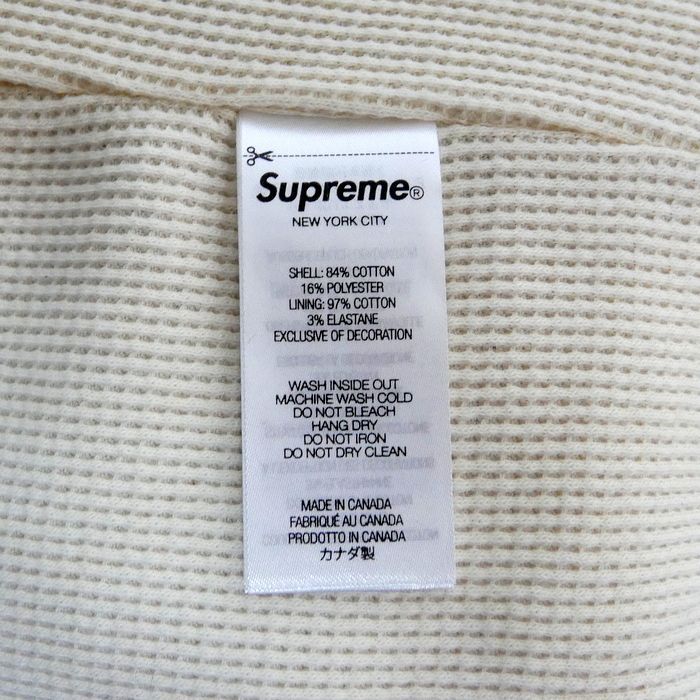 Supreme®
NEW YORK CITY
SHELL: 84% COTTON
16% POLYESTER
LINING: 97% COTTON
3% ELASTANE
EXCLUSIVE OF DECORATION
WASH INSIDE OUT
MACHINE WASH COLD
DO NOT BLEACH
HANG DRY
DO NOT IRON
DO NOT DRY CLEAN
MADE IN CANADA
FABRIQUÉ AU CANADA
PRODOTTO IN CANADA
カナダ製